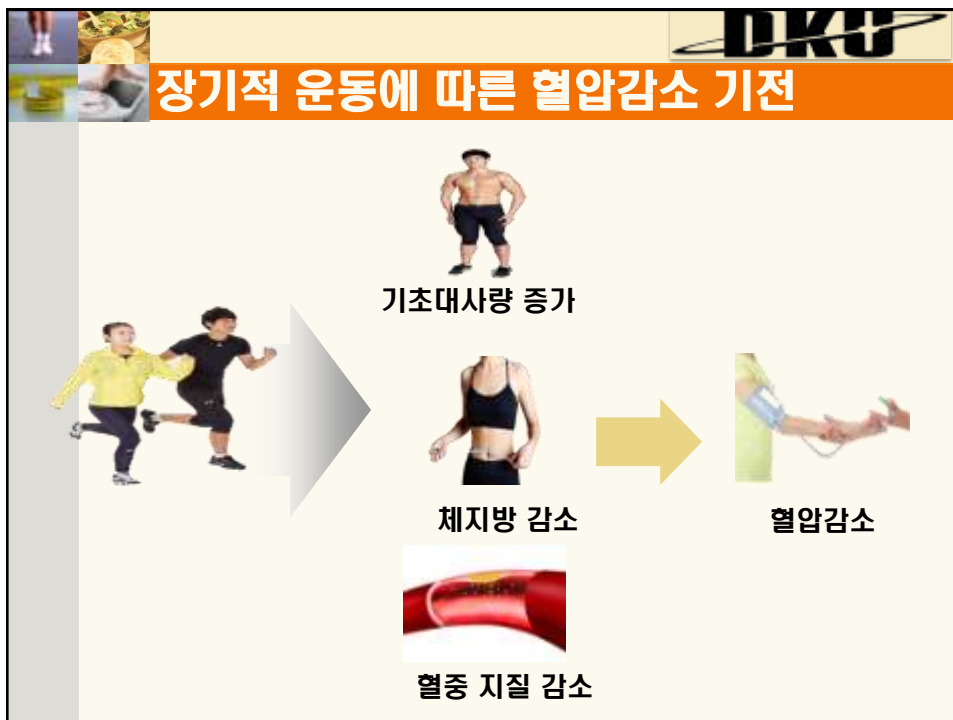 DKU
장기적 운동에 따른 혈압감소 기전
기초대사량 증가
체지방 감소
혈압감소
혈중 지질 감소